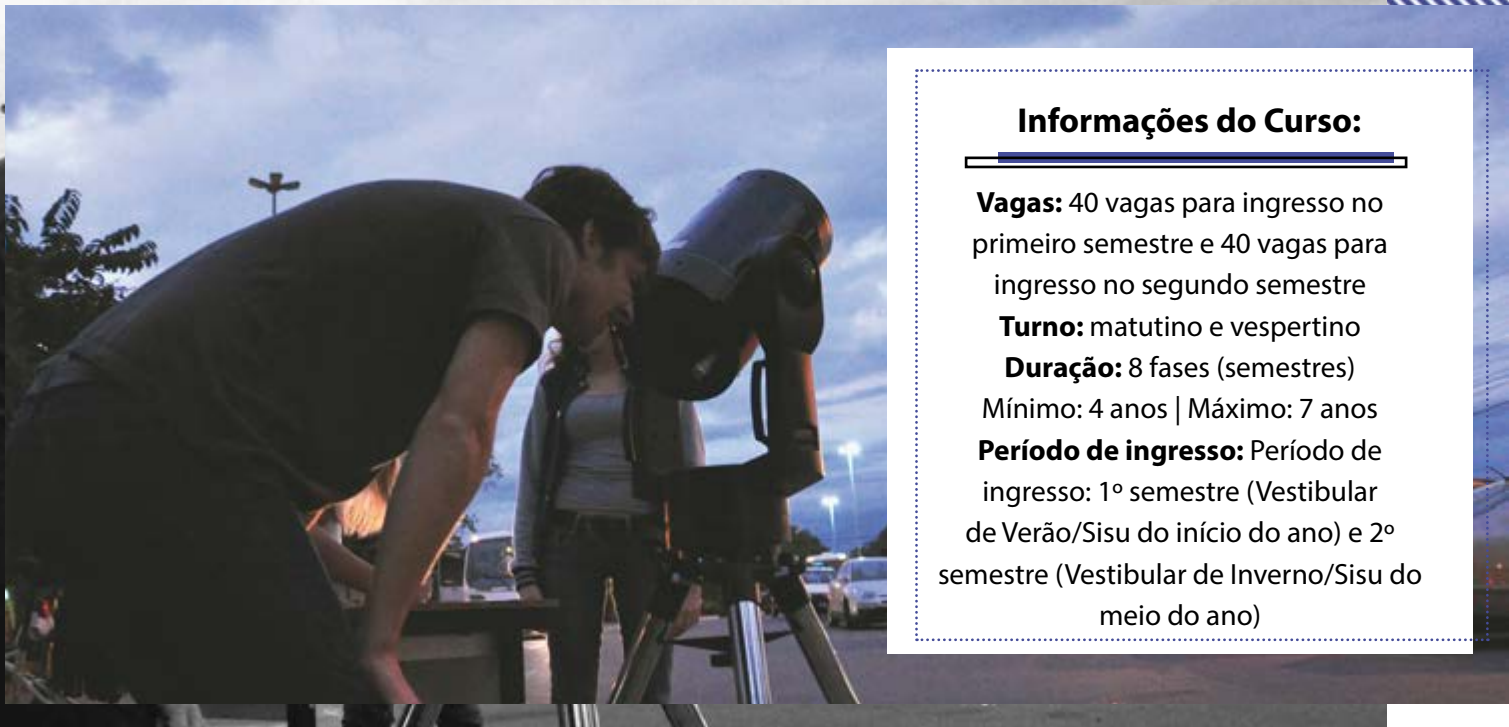 Informações do Curso:
Vagas: 40 vagas para ingresso no
primeiro semestre e 40 vagas para
ingresso no segundo semestre
Turno: matutino e vespertino
Duração: 8 fases (semestres)
Mínimo: 4 anos | Máximo: 7 anos
Período de ingresso: Período de
ingresso: 1º semestre (Vestibular
de Verão/Sisu do início do ano) e 2º
semestre (Vestibular de Inverno/Sisu do
meio do ano)